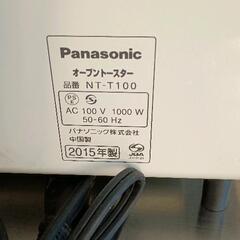 Panasonic
オーブントースター
品番 NT-T100
PS E
AC 100 V 1000 W
50-60 Hz
パナソニック株式会社
中国製
2015年製